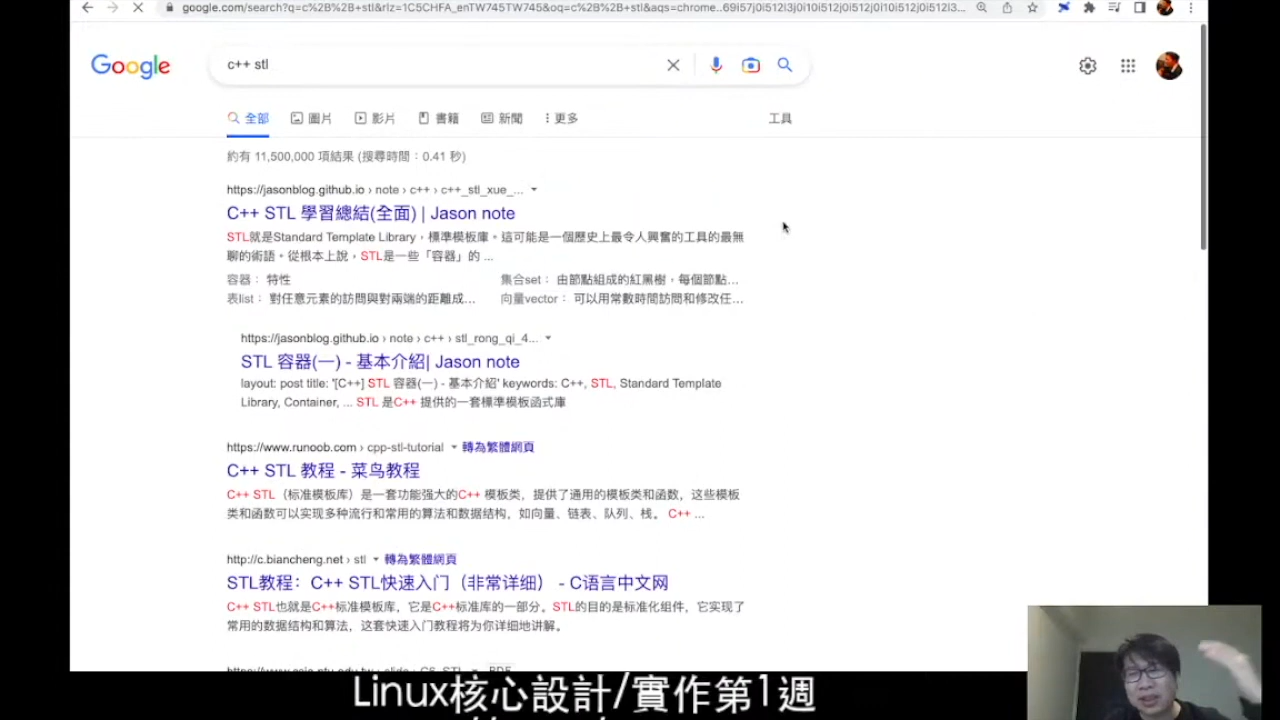 google.com/search?q=c%2B%2B+stl&rlz=1C5CHFA_enTW745TW745&oq=c%2B%2B+stl&aqs=chrome..69i57j0i512l3j0i10i512j0i512j0i10i512j0i512l3...
Google
c++ stl
全部 圖片 影片 書籍 新聞 更多 工具
約有 11,500,000 項結果 (搜尋時間：0.41 秒)
https://jasonblog.github.io › note › c++ › c++_stl_xue_...
C++ STL 學習總結(全面) | Jason note
STL就是Standard Template Library，標準模板庫。這可能是一個歷史上最令人興奮的工具的最無
聊的術語。從根本上說，STL是一些「容器」的 ...
容器： 特性 集合set： 由節點組成的紅黑樹，每個節點...
表list： 對任意元素的訪問與對兩端的距離成... 向量vector： 可以用常數時間訪問和修改任...
https://jasonblog.github.io › note › c++ › stl_rong_qi_4...
STL 容器(一) - 基本介紹| Jason note
layout: post title: '[C++] STL 容器(一) - 基本介紹' keywords: C++, STL, Standard Template
Library, Container, ... STL 是C++ 提供的一套標準模板函式庫
https://www.runoob.com › cpp-stl-tutorial 轉為繁體網頁
C++ STL 教程 - 菜鸟教程
C++ STL（标准模板库）是一套功能强大的C++ 模板类，提供了通用的模板类和函数，这些模板
类和函数可以实现多种流行和常用的算法和数据结构，如向量、链表、队列、栈。 C++ ...
http://c.biancheng.net › stl 轉為繁體網頁
STL教程：C++ STL快速入门（非常详细） - C语言中文网
C++ STL也就是C++标准模板库，它是C++标准库的一部分。STL的目的是标准化组件，它实现了
常用的数据结构和算法，这套快速入门教程将为你详细地讲解。
Linux核心設計/實作第1週